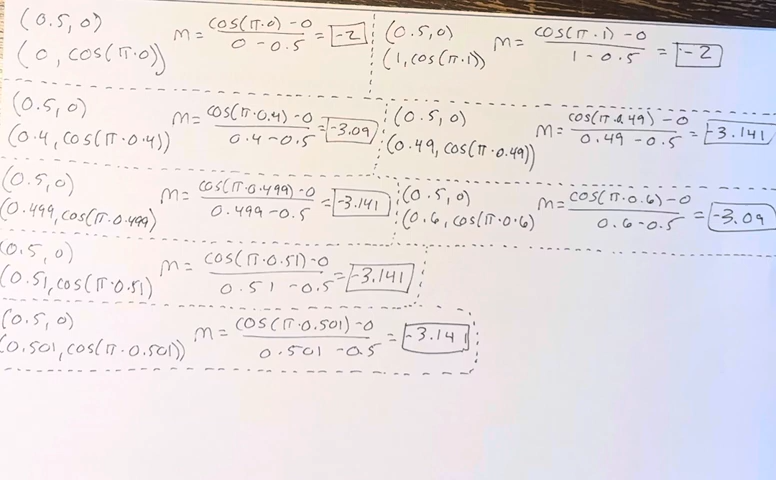 (0.5, 0)
(0, cos(π·0))
m = cos(π·0) - 0 / 0 - 0.5 = -2
(0.5, 0)
(1, cos(π·1))
m = cos(π·1) - 0 / 1 - 0.5 = -2
(0.5, 0)
(0.4, cos(π·0.4))
m = cos(π·0.4) - 0 / 0.4 - 0.5 = -3.09
(0.5, 0)
(0.49, cos(π·0.49))
m = cos(π·0.49) - 0 / 0.49 - 0.5 = -3.141
(0.5, 0)
(0.499, cos(π·0.499)
m = cos(π·0.499) - 0 / 0.499 - 0.5 = -3.141
(0.5, 0)
(0.6, cos(π·0.6)
m = cos(π·0.6) - 0 / 0.6 - 0.5 = -3.09
(0.5, 0)
(0.51, cos(π·0.51)
m = cos(π·0.51) - 0 / 0.51 - 0.5 = -3.141
(0.5, 0)
(0.501, cos(π·0.501))
m = cos(π·0.501) - 0 / 0.501 - 0.5 = -3.141